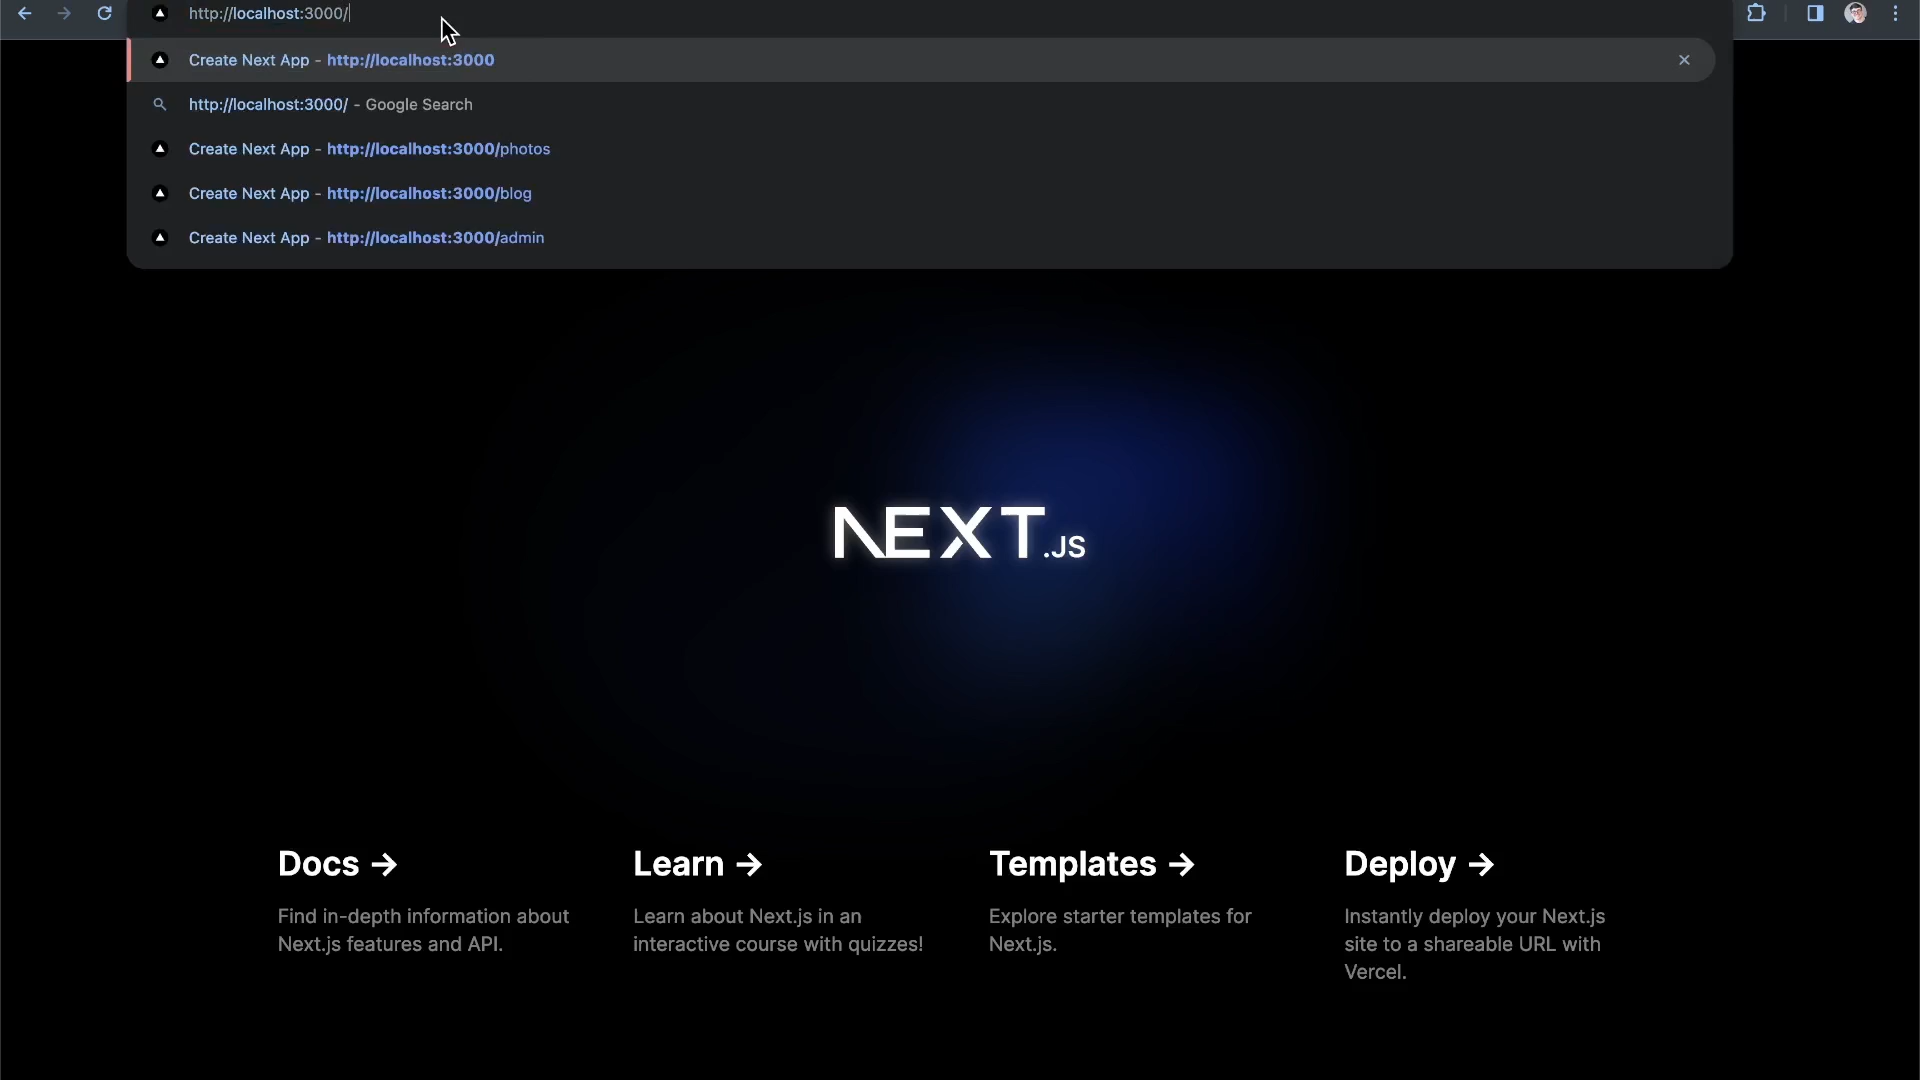 http://localhost:3000/
Create Next App - http://localhost:3000
http://localhost:3000/ - Google Search
Create Next App - http://localhost:3000/photos
Create Next App - http://localhost:3000/blog
Create Next App - http://localhost:3000/admin
NEXT.JS
Docs →
Find in-depth information about
Next.js features and API.
Learn →
Learn about Next.js in an
interactive course with quizzes!
Templates →
Explore starter templates for
Next.js.
Deploy →
Instantly deploy your Next.js
site to a shareable URL with
Vercel.